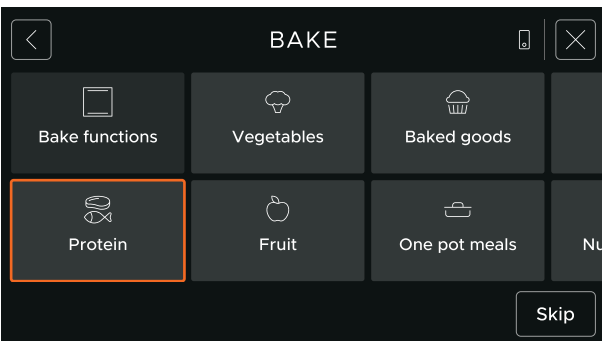 BAKE
Bake functions
Vegetables
Baked goods
Protein
Fruit
One pot meals
Skip